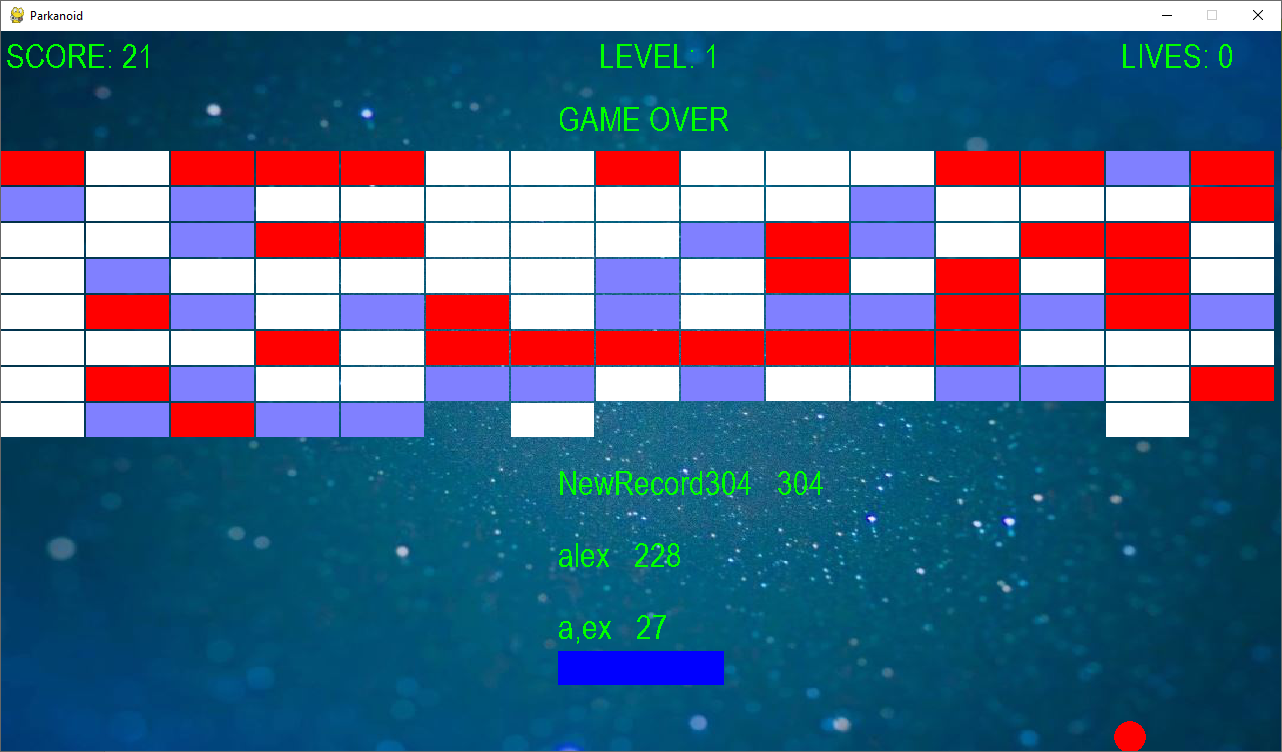 Parkanoid
SCORE: 21 LEVEL: 1 LIVES: 0
GAME OVER
NewRecord304 304
alex 228
a,ex 27